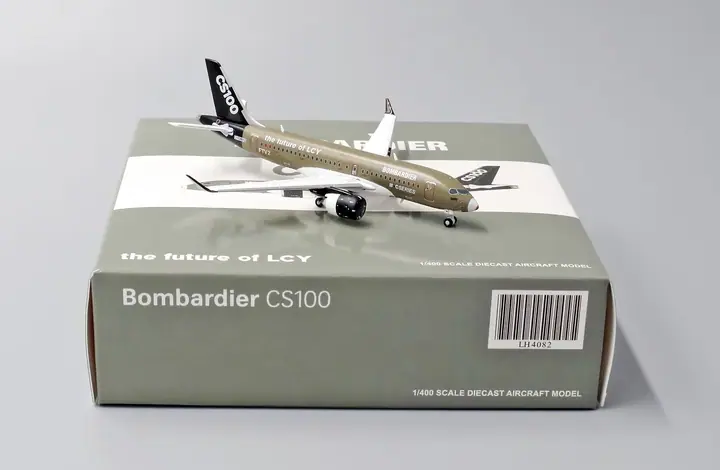 CS100
the future of LCY
BOMBARDIER
CSERIES
CS100
the future of LCY
1/400 SCALE DIECAST AIRCRAFT MODEL
Bombardier CS100
LH4082
1/400 SCALE DIECAST AIRCRAFT MODEL